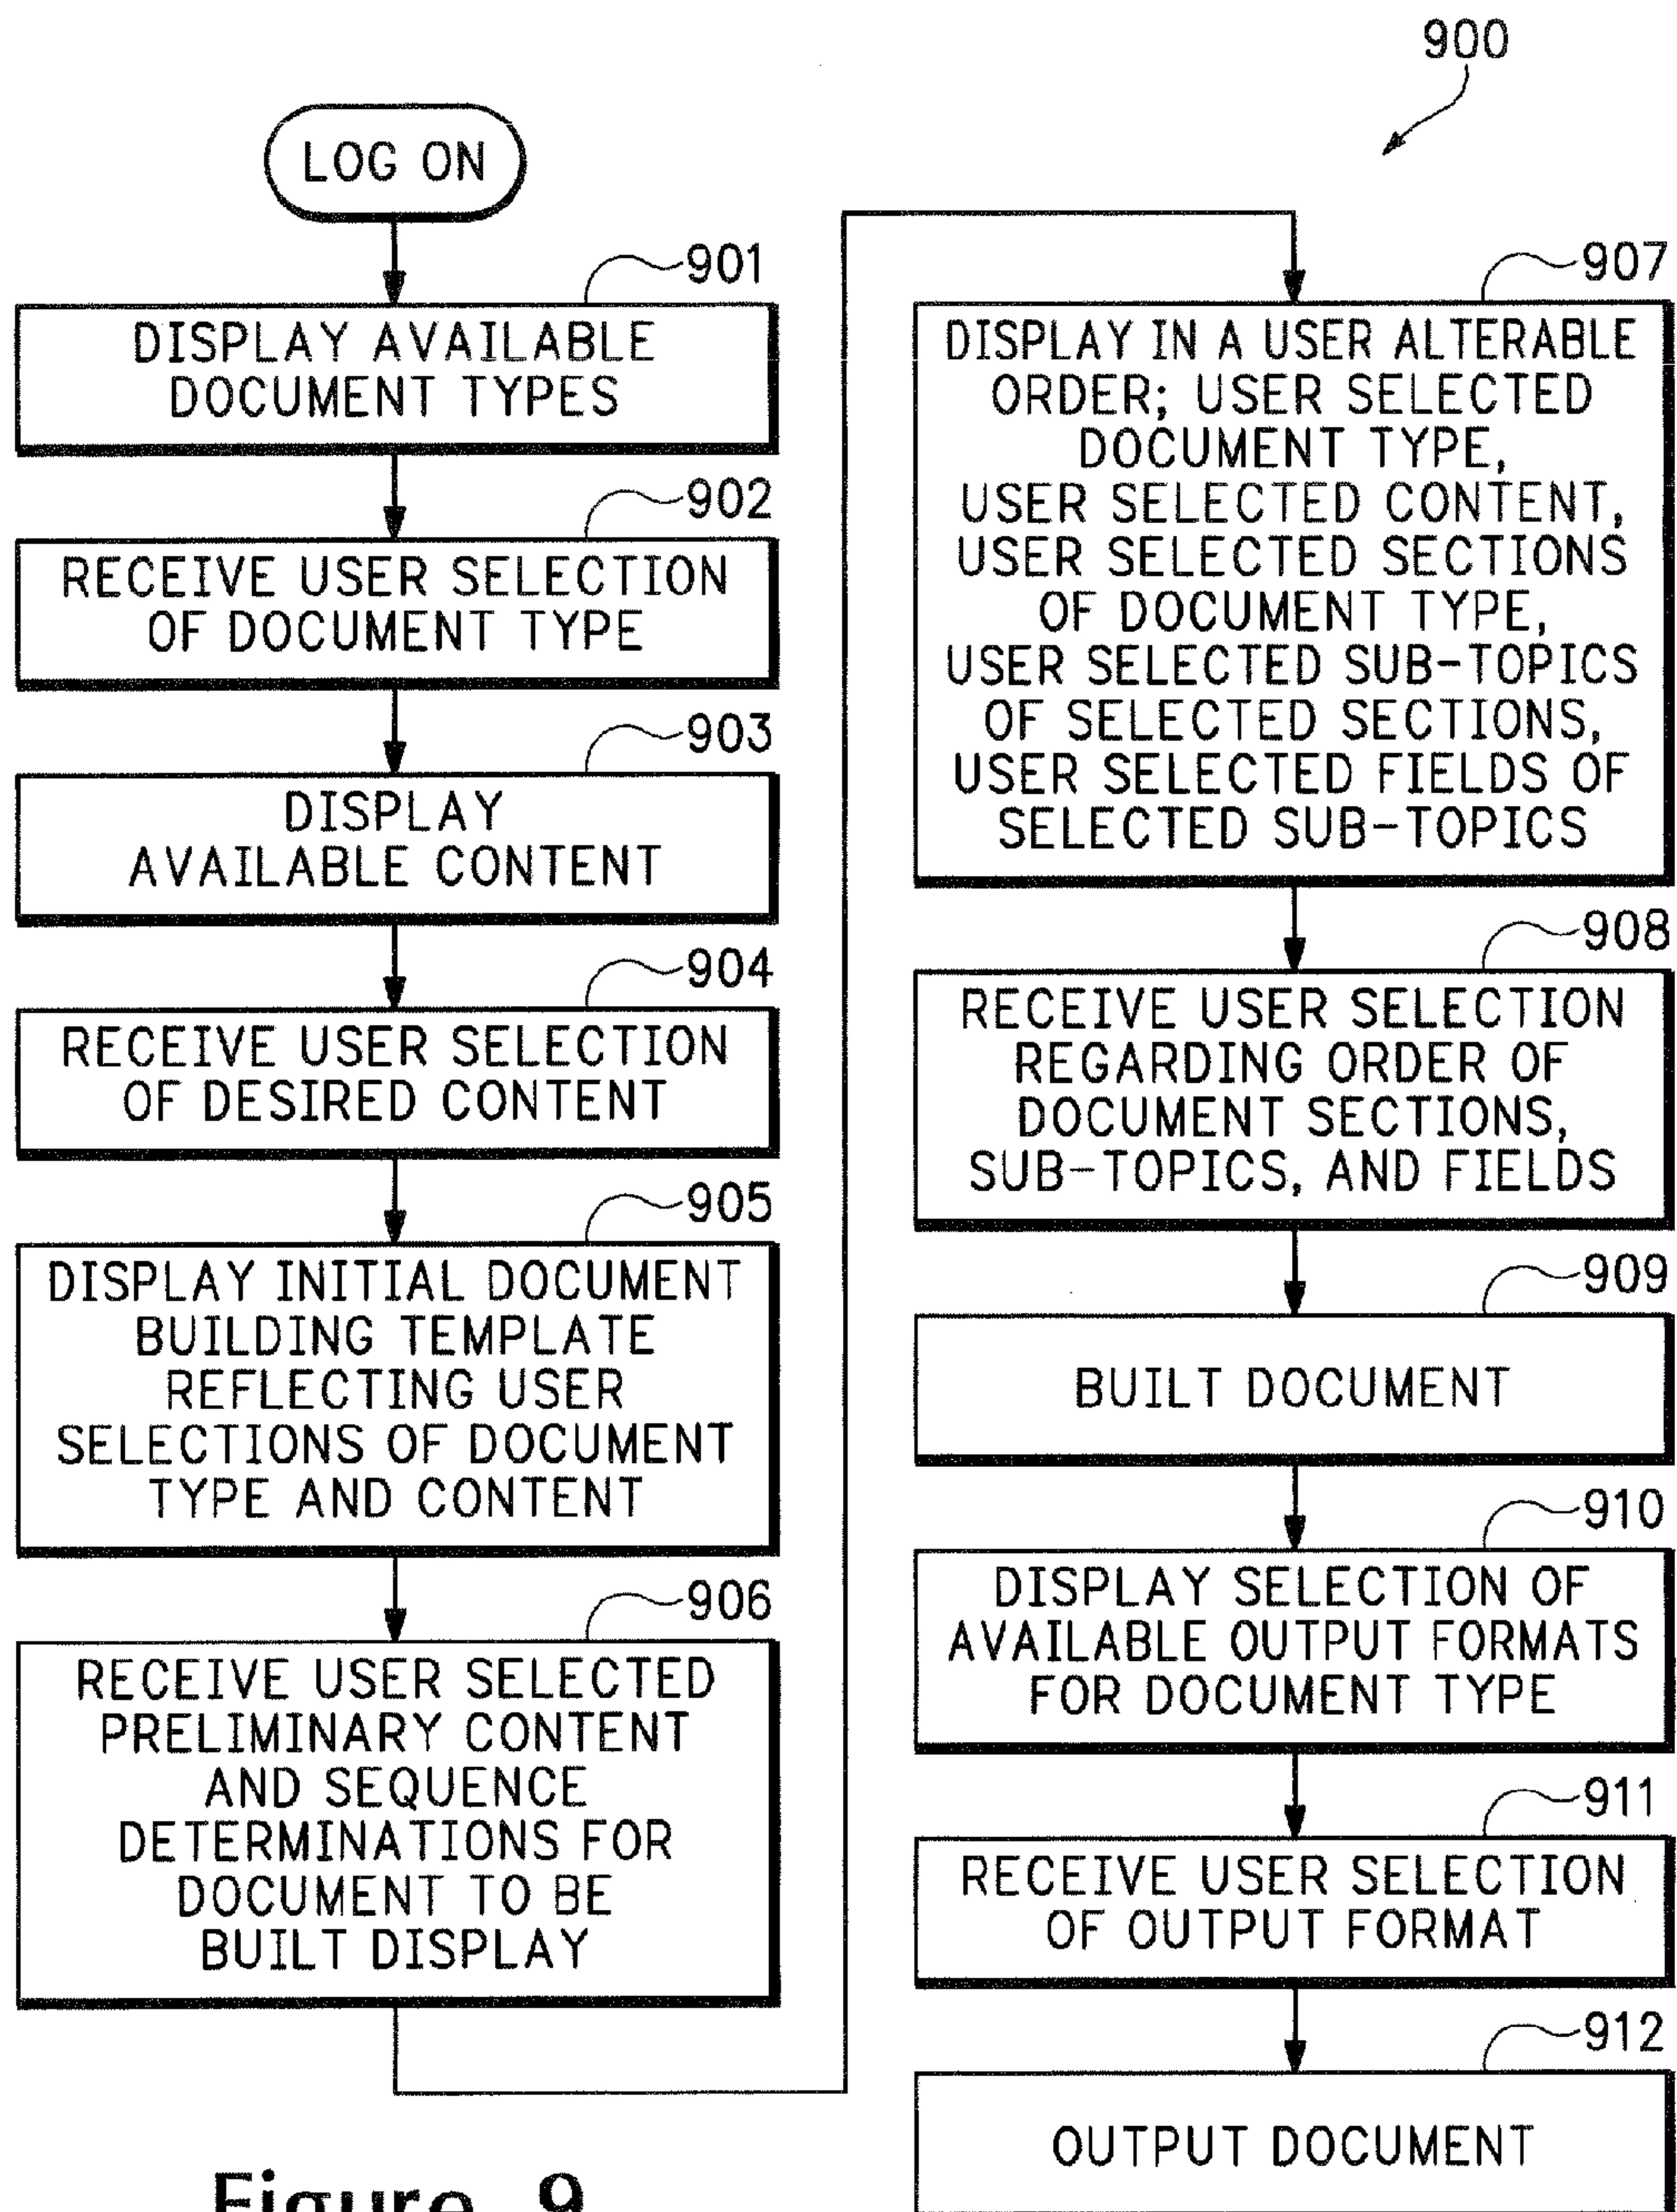 900
LOG ON
901
DISPLAY AVAILABLE
DOCUMENT TYPES
902
RECEIVE USER SELECTION
OF DOCUMENT TYPE
903
DISPLAY
AVAILABLE CONTENT
904
RECEIVE USER SELECTION
OF DESIRED CONTENT
905
DISPLAY INITIAL DOCUMENT
BUILDING TEMPLATE
REFLECTING USER
SELECTIONS OF DOCUMENT
TYPE AND CONTENT
906
RECEIVE USER SELECTED
PRELIMINARY CONTENT
AND SEQUENCE
DETERMINATIONS FOR
DOCUMENT TO BE
BUILT DISPLAY
907
DISPLAY IN A USER ALTERABLE
ORDER; USER SELECTED
DOCUMENT TYPE,
USER SELECTED CONTENT,
USER SELECTED SECTIONS
OF DOCUMENT TYPE,
USER SELECTED SUB-TOPICS
OF SELECTED SECTIONS,
USER SELECTED FIELDS OF
SELECTED SUB-TOPICS
908
RECEIVE USER SELECTION
REGARDING ORDER OF
DOCUMENT SECTIONS,
SUB-TOPICS, AND FIELDS
909
BUILT DOCUMENT
910
DISPLAY SELECTION OF
AVAILABLE OUTPUT FORMATS
FOR DOCUMENT TYPE
911
RECEIVE USER SELECTION
OF OUTPUT FORMAT
912
OUTPUT DOCUMENT
Figure 9